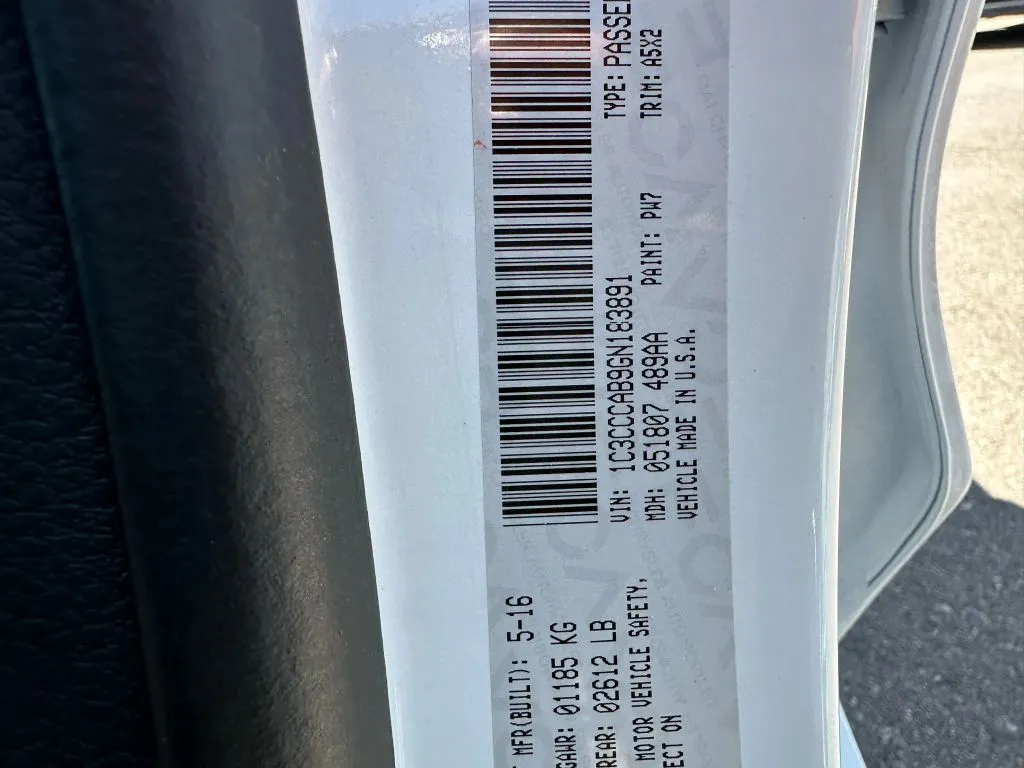 MFR(BUILT): 5-16
GAWR: 01185 KG
REAR: 02612 LB
MOTOR VEHICLE SAFETY,
ECT ON
VIN: 1C3CCCAB9GN183891 TYPE: PASSE
MDH: 051807 489AA PAINT: PW7 TRIM: A5X2
VEHICLE MADE IN U.S.A.